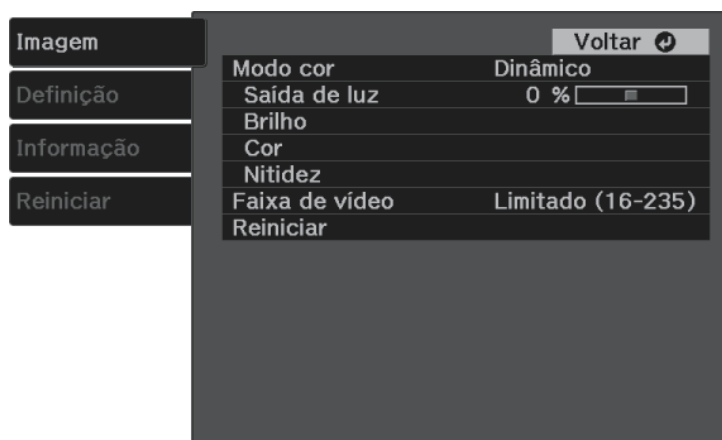 Imagem
Definição
Informação
Reiniciar
Voltar
Modo cor Dinâmico
Saída de luz 0 %
Brilho
Cor
Nitidez
Faixa de vídeo Limitado (16-235)
Reiniciar